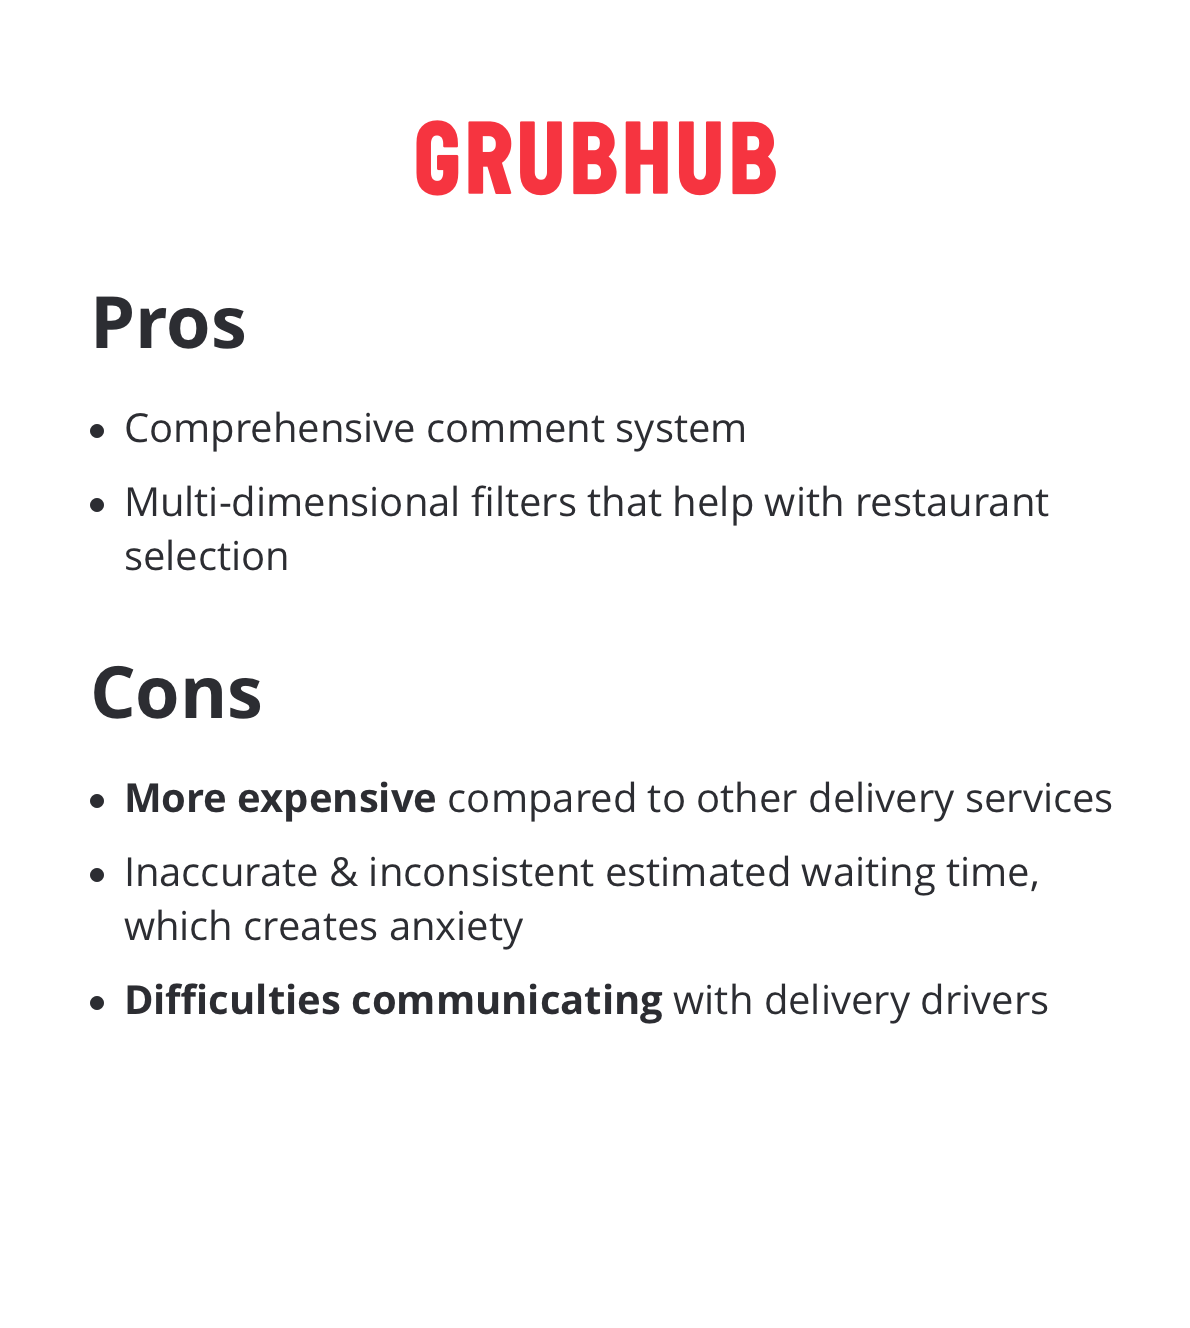 GRUBHUB
Pros
• Comprehensive comment system
• Multi-dimensional filters that help with restaurant
selection
Cons
• More expensive compared to other delivery services
• Inaccurate & inconsistent estimated waiting time,
which creates anxiety
• Difficulties communicating with delivery drivers